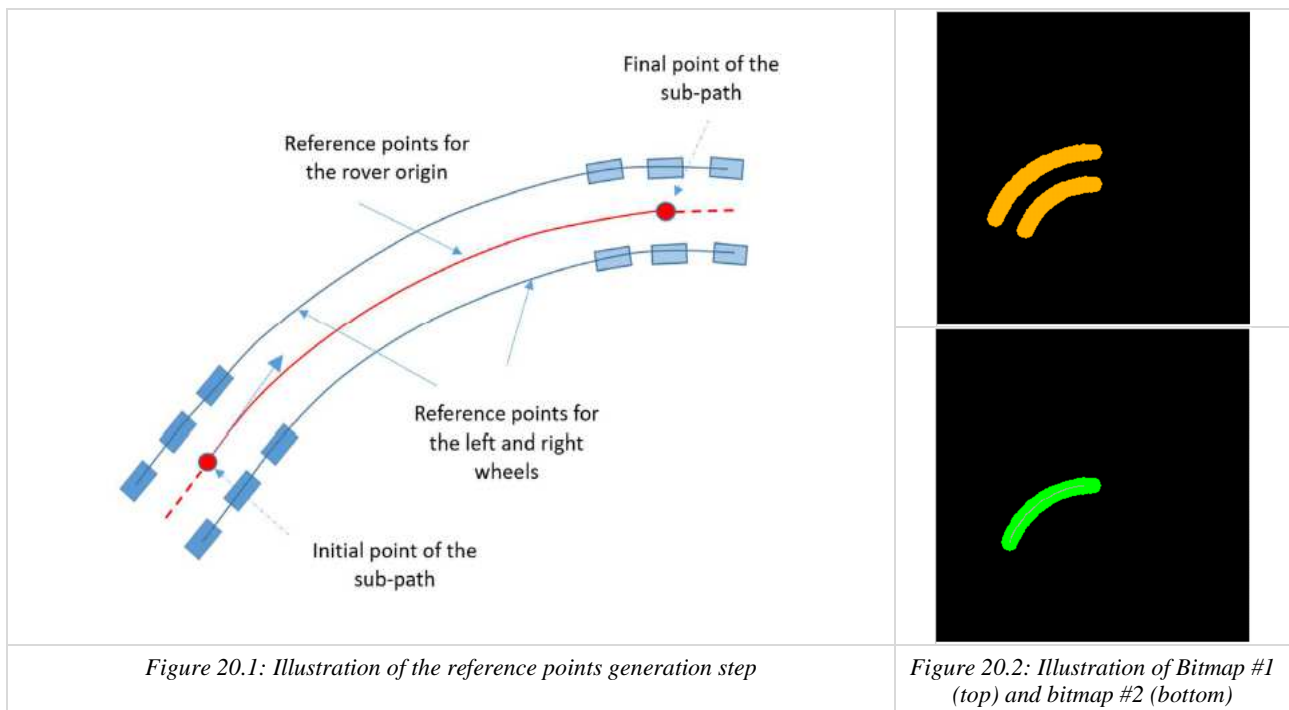 Final point of the
sub-path
Reference points for
the rover origin
Reference points for
the left and right
wheels
Initial point of the
sub-path
Figure 20.1: Illustration of the reference points generation step
Figure 20.2: Illustration of Bitmap #1
(top) and bitmap #2 (bottom)